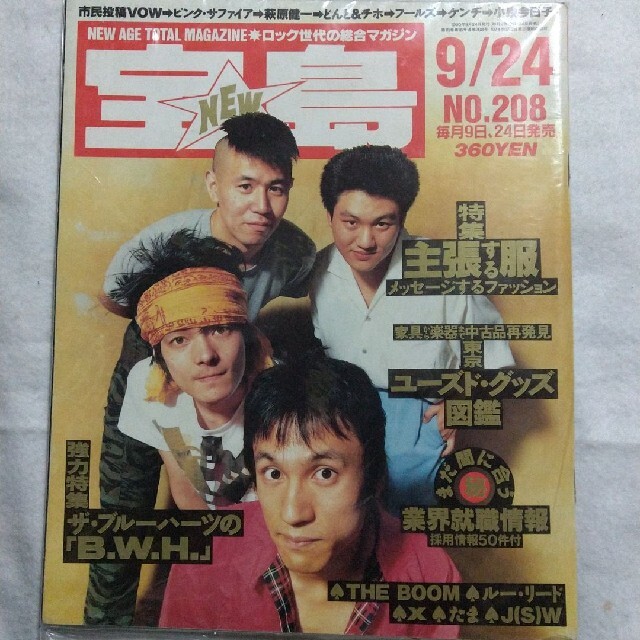 市民投稿VOW➔ピンク・サファイア➔萩原健一➔とんま&チホ➔フールズ➔ケンヂ➔小泉今日子
NEW AGE TOTAL MAGAZINE✷ロック世代の総合マガジン
宝島
NEW
9/24
NO.208
毎月9日、24日発売
360YEN
特集
主張する服
メッセージするファッション
家具から楽器まで中古品再発見
東京
ユーズド・グッズ
図鑑
まだ間に合う
業界就職情報
採用情報50件付
強力特集
ザ・ブルーハーツの
「B.W.H.」
♠THE BOOM ♠ルー・リード
♠X ♠たま ♠J(S)W